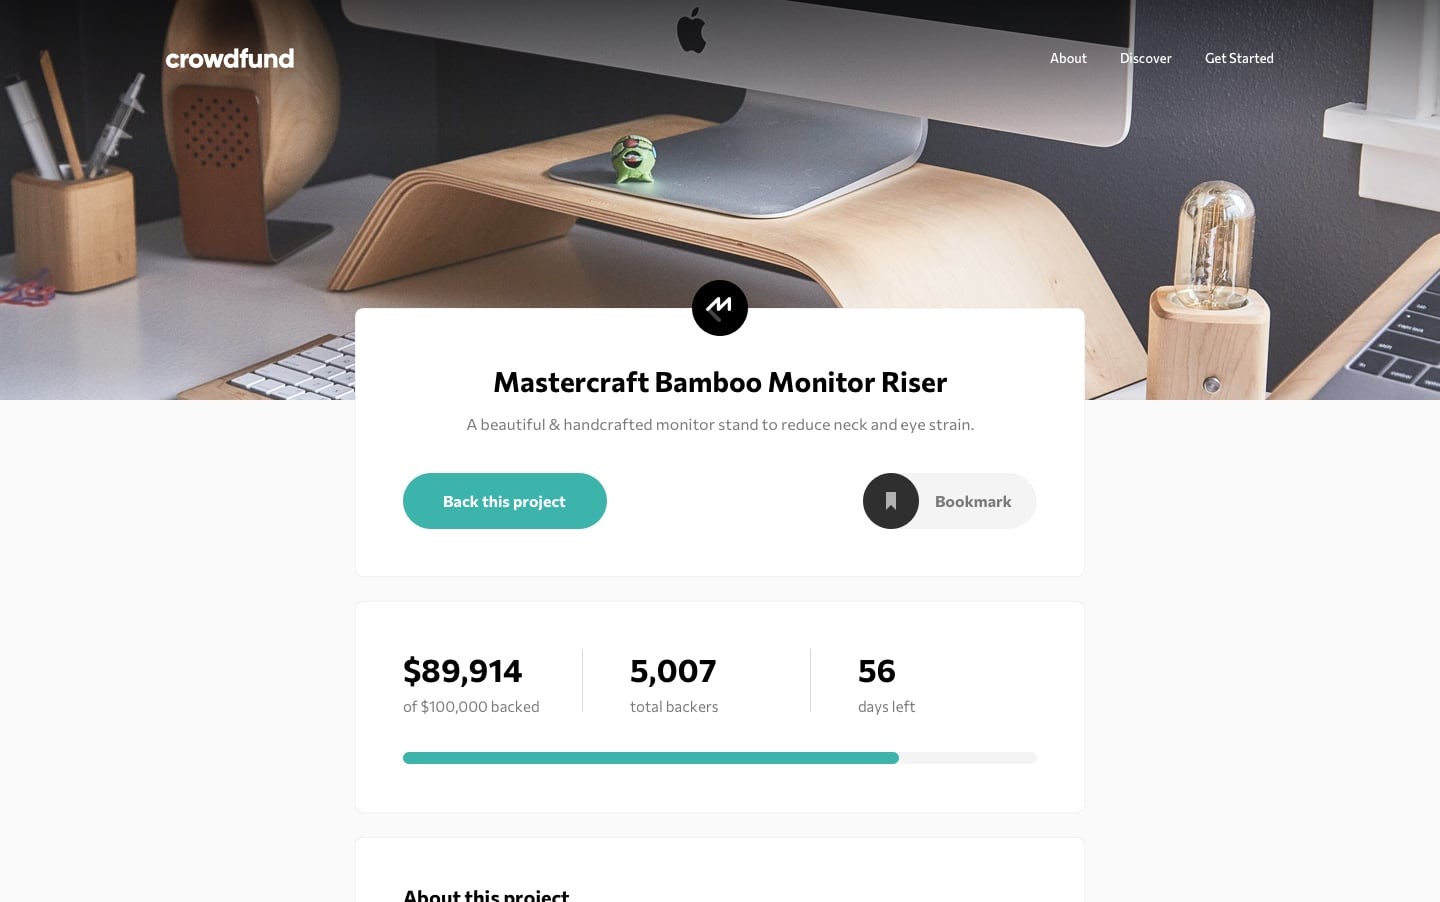 crowdfund
About
Discover
Get Started
Mastercraft Bamboo Monitor Riser
A beautiful & handcrafted monitor stand to reduce neck and eye strain.
Back this project
Bookmark
$89,914
of $100,000 backed
5,007
total backers
56
days left
About this project